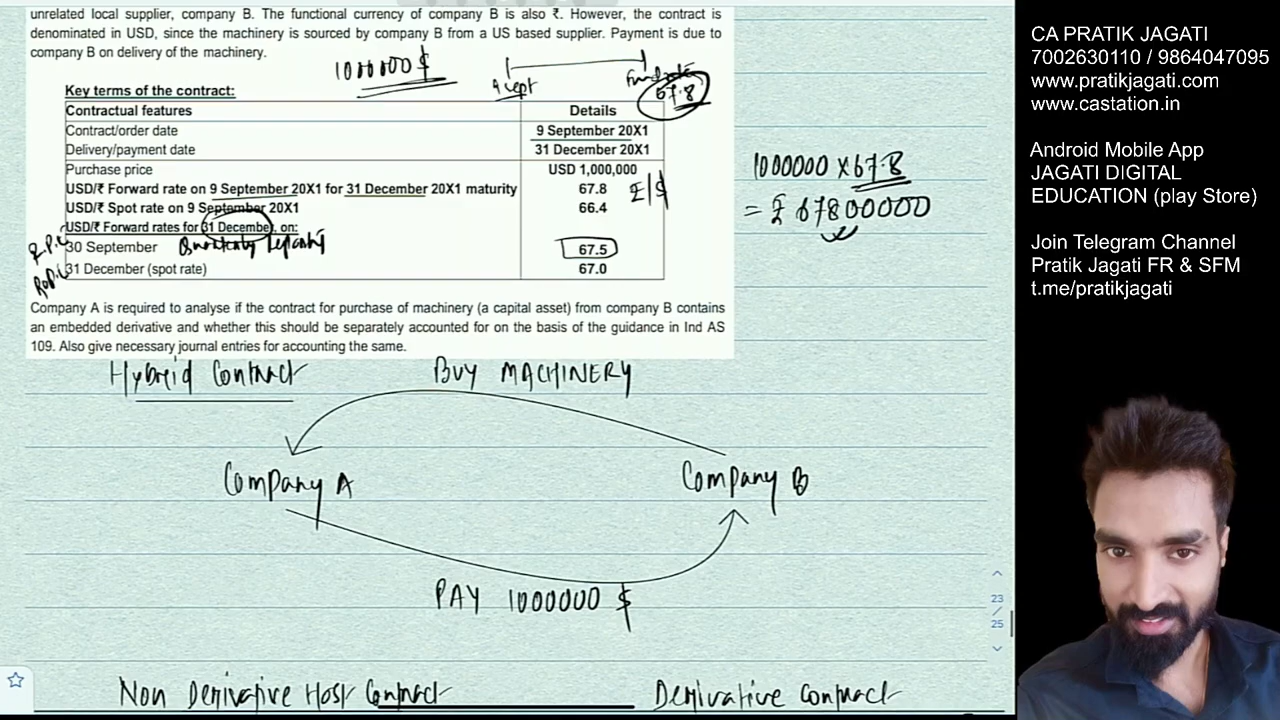 unrelated local supplier, company B. The functional currency of company B is also ₹. However, the contract is
denominated in USD, since the machinery is sourced by company B from a US based supplier. Payment is due to
company B on delivery of the machinery.
1000000 $
9 Sept
67.8
Key terms of the contract:
Contractual features Details
Contract/order date 9 September 20X1
Delivery/payment date 31 December 20X1
Purchase price USD 1,000,000
USD/₹ Forward rate on 9 September 20X1 for 31 December 20X1 maturity 67.8 ₹/$
USD/₹ Spot rate on 9 September 20X1 66.4
USD/₹ Forward rates for 31 December, on:
Quarterly Reporting
30 September 67.5
31 December (spot rate) 67.0
1000000 x 67.8
= ₹ 67800000
Company A is required to analyse if the contract for purchase of machinery (a capital asset) from company B contains
an embedded derivative and whether this should be separately accounted for on the basis of the guidance in Ind AS
109. Also give necessary journal entries for accounting the same.
Hybrid Contract
BUY MACHINERY
Company A
Company B
PAY 1000000 $
Non Derivative Host Contract
Derivative Contract
23
/
25
CA PRATIK JAGATI
7002630110 / 9864047095
www.pratikjagati.com
www.castation.in
Android Mobile App
JAGATI DIGITAL
EDUCATION (play Store)
Join Telegram Channel
Pratik Jagati FR & SFM
t.me/pratikjagati